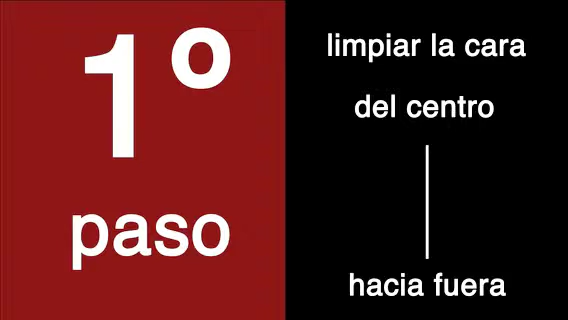 1º
paso
limpiar la cara
del centro
hacia fuera